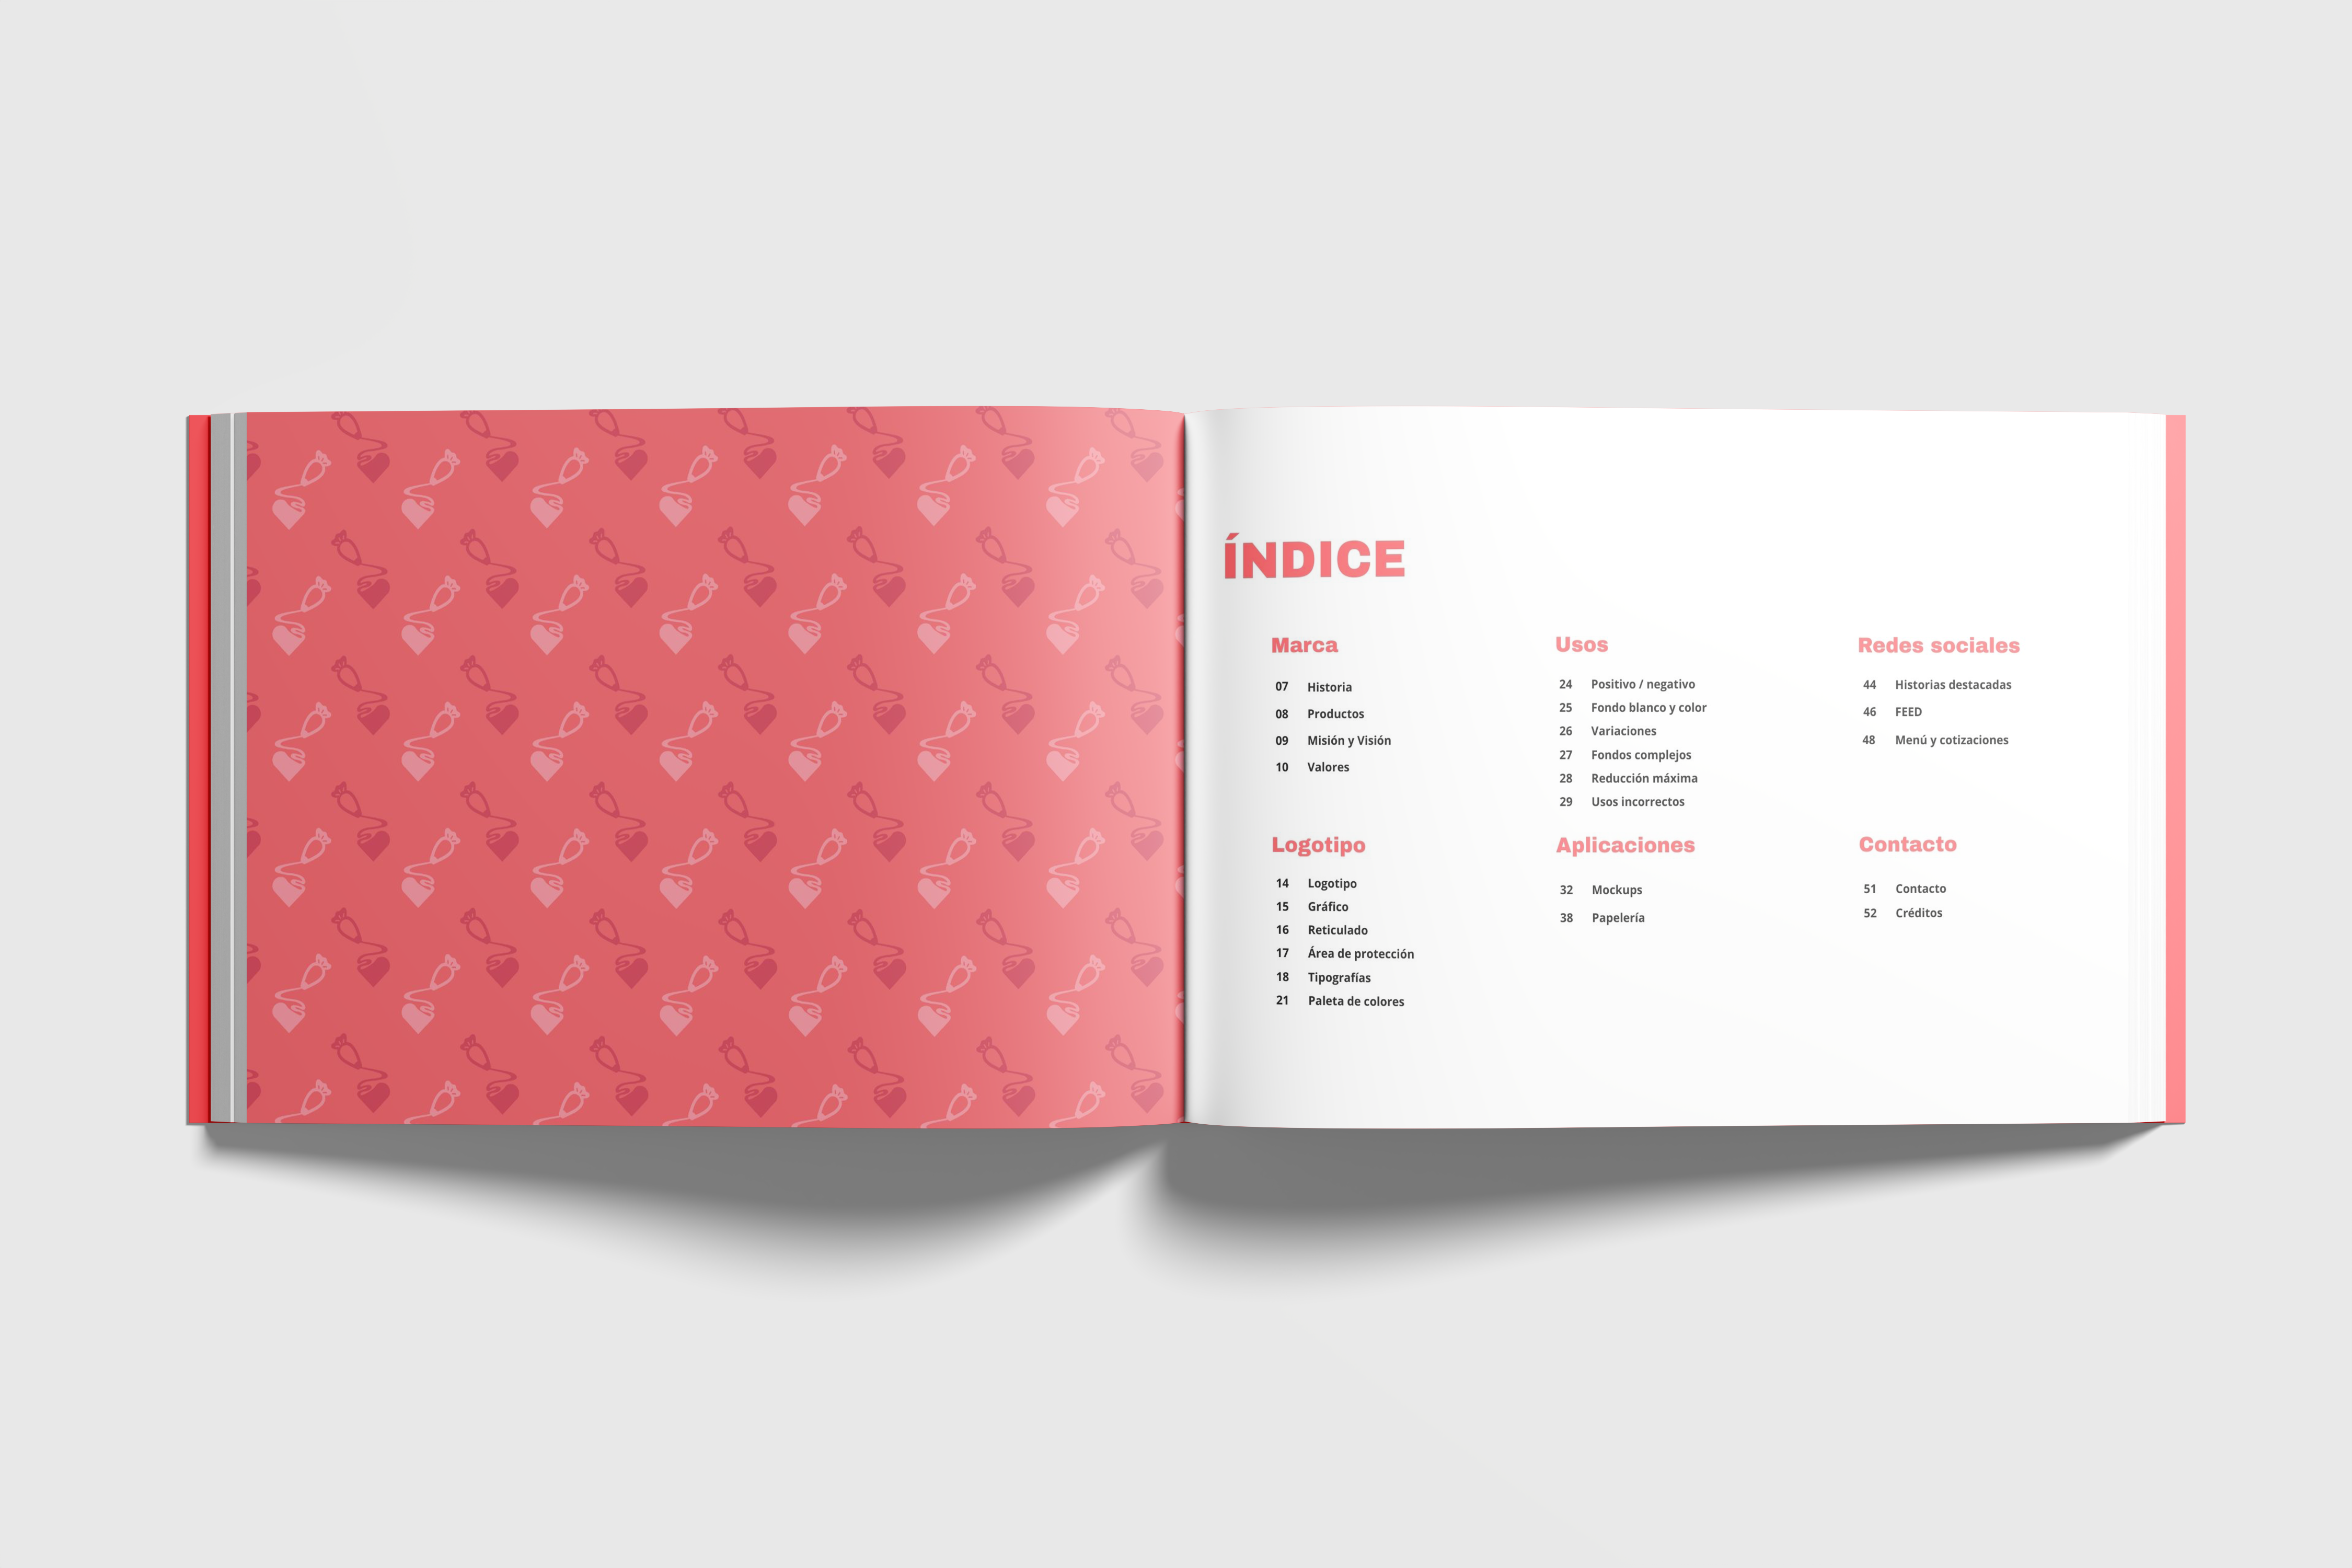 ÍNDICE
Marca
07 Historia
08 Productos
09 Misión y Visión
10 Valores
Logotipo
14 Logotipo
15 Gráfico
16 Reticulado
17 Área de protección
18 Tipografías
21 Paleta de colores
Usos
24 Positivo / negativo
25 Fondo blanco y color
26 Variaciones
27 Fondos complejos
28 Reducción máxima
29 Usos incorrectos
Aplicaciones
32 Mockups
38 Papelería
Redes sociales
44 Historias destacadas
46 FEED
48 Menú y cotizaciones
Contacto
51 Contacto
52 Créditos